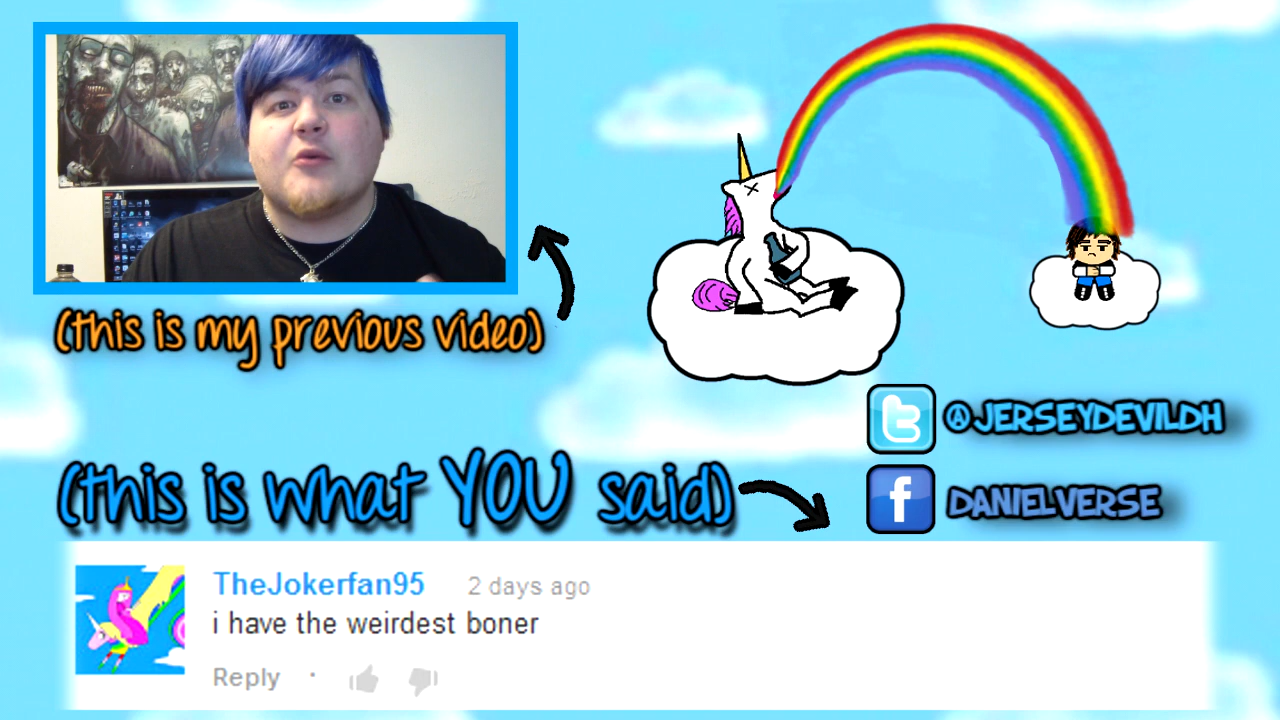 (this is my previous video)
@JERSEYDEVILDH
(this is what YOU said)
DANIELVERSE
TheJokerfan95 2 days ago
i have the weirdest boner
Reply ·